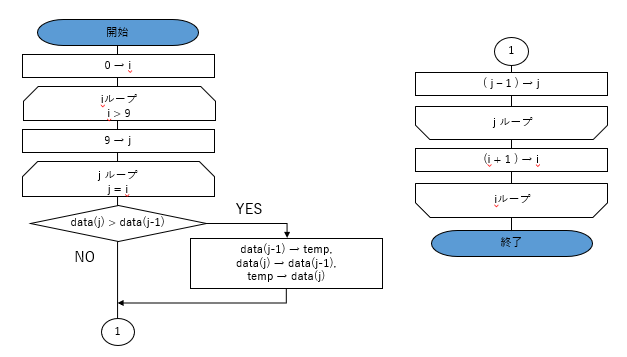 開始
0 → i
iループ
i > 9
9 → j
j ループ
j = i
data(j) > data(j-1)
YES
NO
data(j-1) → temp,
data(j) → data(j-1),
temp → data(j)
1
1
( j – 1 ) → j
j ループ
(i + 1 ) → i
iループ
終了